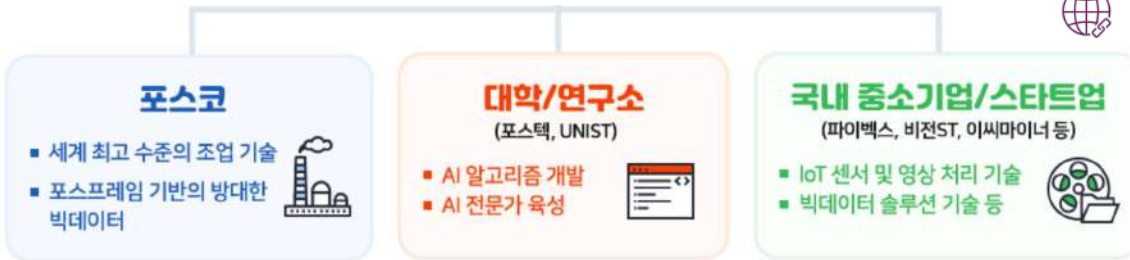 포스코
▪ 세계 최고 수준의 조업 기술
▪ 포스프레임 기반의 방대한
빅데이터
대학/연구소
(포스텍, UNIST)
▪ AI 알고리즘 개발
▪ AI 전문가 육성
국내 중소기업/스타트업
(파이벡스, 비전ST, 이씨마이너 등)
▪ IoT 센서 및 영상 처리 기술
▪ 빅데이터 솔루션 기술 등